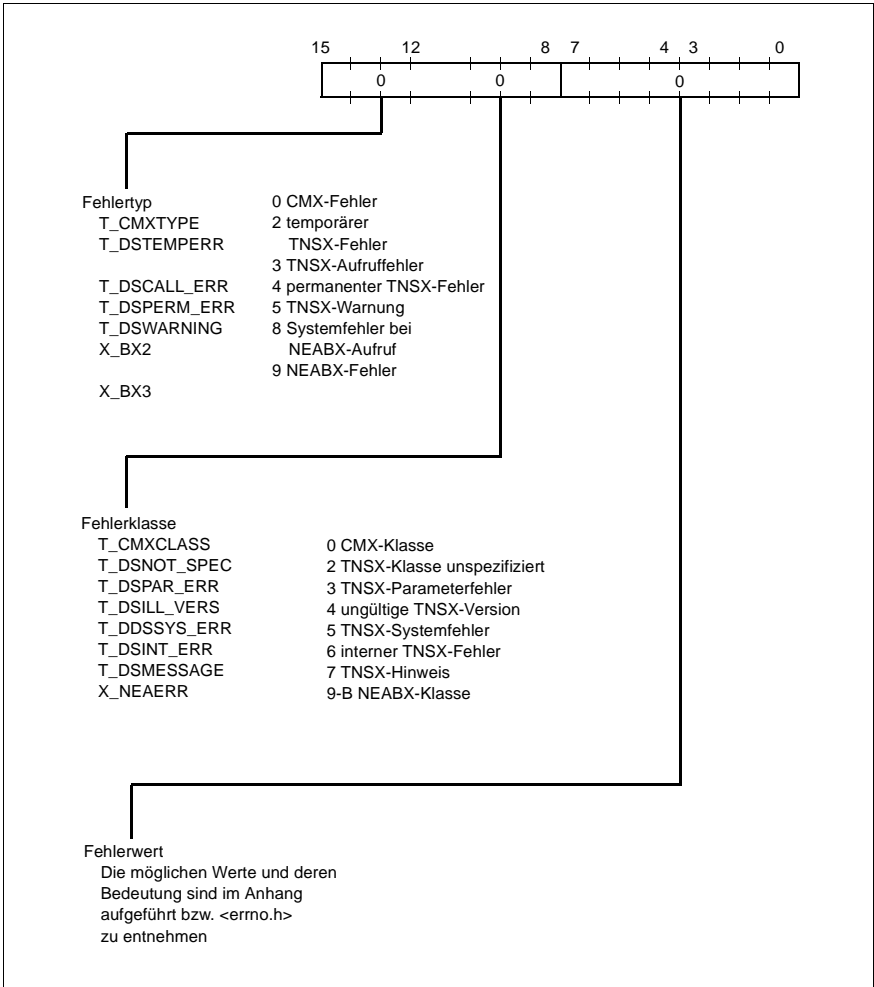 15 12 8 7 4 3 0
0 0 0
Fehlertyp 0 CMX-Fehler
T_CMXTYPE 2 temporärer
T_DSTEMPERR TNSX-Fehler
3 TNSX-Aufruffehler
T_DSCALL_ERR 4 permanenter TNSX-Fehler
T_DSPERM_ERR 5 TNSX-Warnung
T_DSWARNING 8 Systemfehler bei
X_BX2 NEABX-Aufruf
9 NEABX-Fehler
X_BX3
Fehlerklasse
T_CMXCLASS 0 CMX-Klasse
T_DSNOT_SPEC 2 TNSX-Klasse unspezifiziert
T_DSPAR_ERR 3 TNSX-Parameterfehler
T_DSILL_VERS 4 ungültige TNSX-Version
T_DDSSYS_ERR 5 TNSX-Systemfehler
T_DSINT_ERR 6 interner TNSX-Fehler
T_DSMESSAGE 7 TNSX-Hinweis
X_NEAERR 9-B NEABX-Klasse
Fehlerwert
Die möglichen Werte und deren
Bedeutung sind im Anhang
aufgeführt bzw. <errno.h>
zu entnehmen